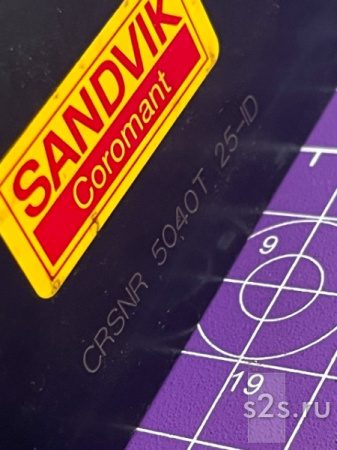 SANDVIK
Coromant
CRSNR 5040T 25-ID
9
19
s2s.ru